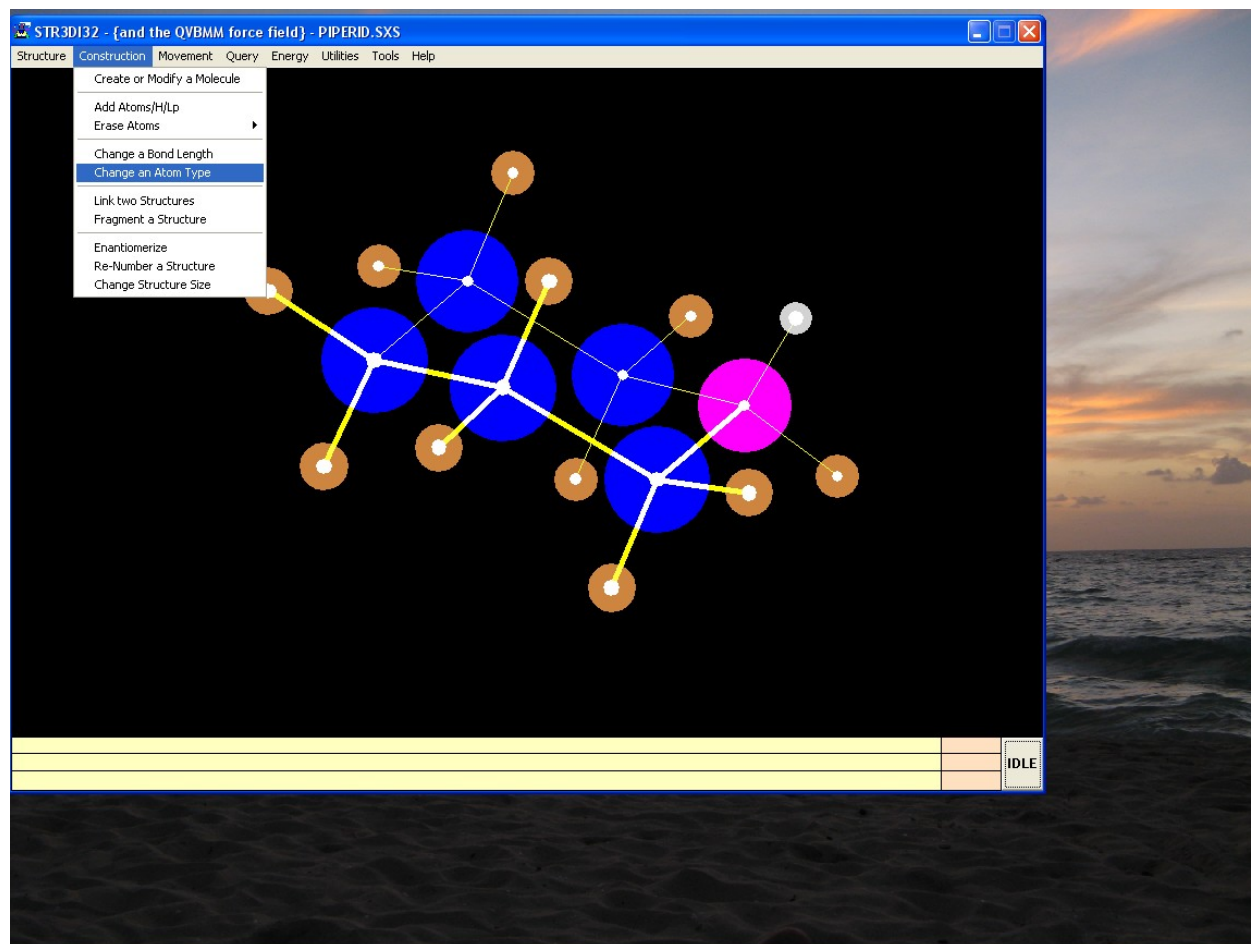 STR3DI32 - {and the QVBMM force field} - PIPERID.SXS
Structure Construction Movement Query Energy Utilities Tools Help
Create or Modify a Molecule
Add Atoms/H/Lp
Erase Atoms
Change a Bond Length
Change an Atom Type
Link two Structures
Fragment a Structure
Enantiomerize
Re-Number a Structure
Change Structure Size
IDLE